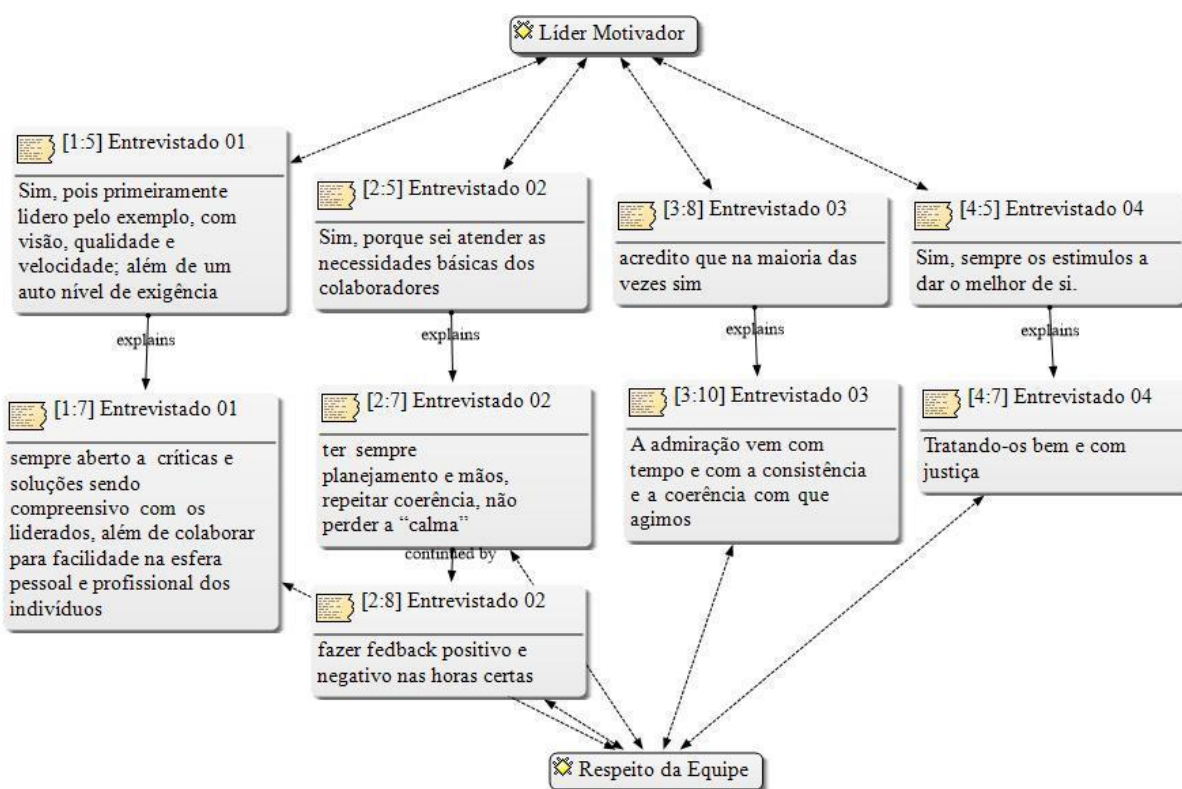 Líder Motivador
[1:5] Entrevistado 01
Sim, pois primeiramente
lidero pelo exemplo, com
visão, qualidade e
velocidade; além de um
auto nível de exigência
[2:5] Entrevistado 02
Sim, porque sei atender as
necessidades básicas dos
colaboradores
[3:8] Entrevistado 03
acredito que na maioria das
vezes sim
[4:5] Entrevistado 04
Sim, sempre os estimulos a
dar o melhor de si.
explains
explains
explains
explains
[1:7] Entrevistado 01
sempre aberto a críticas e
soluções sendo
compreensivo com os
liderados, além de colaborar
para facilidade na esfera
pessoal e profissional dos
indivíduos
[2:7] Entrevistado 02
ter sempre
planejamento e mãos,
repeitar coerência, não
perder a “calma”
[3:10] Entrevistado 03
A admiração vem com
tempo e com a consistência
e a coerência com que
agimos
[4:7] Entrevistado 04
Tratando-os bem e com
justiça
continued by
[2:8] Entrevistado 02
fazer fedback positivo e
negativo nas horas certas
Respeito da Equipe